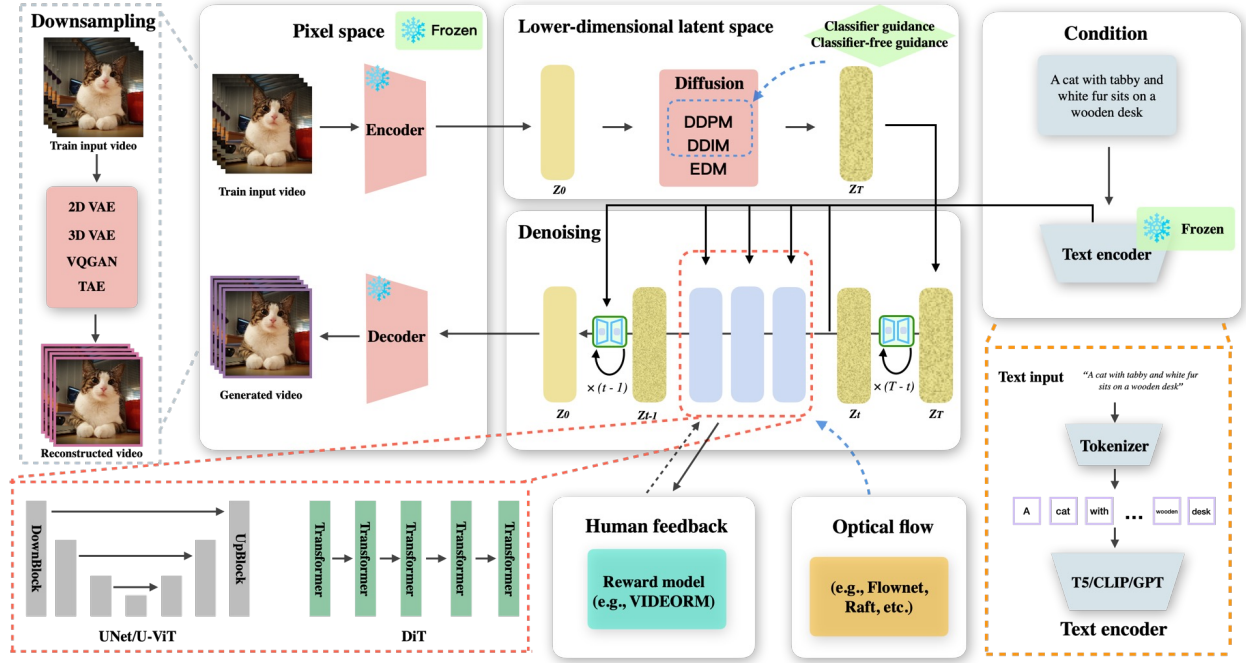 Downsampling
Train input video
2D VAE
3D VAE
VQGAN
TAE
Reconstructed video
Pixel space
Frozen
Train input video
Encoder
Decoder
Generated video
Lower-dimensional latent space
Classifier guidance
Classifier-free guidance
Diffusion
DDPM
DDIM
EDM
Z0
ZT
Denoising
Z0
× (t - 1)
Zt-1
Zt
× (T - t)
ZT
Condition
A cat with tabby and
white fur sits on a
wooden desk
Frozen
Text encoder
Text input
“A cat with tabby and white fur
sits on a wooden desk”
Tokenizer
A cat with ... wooden desk
T5/CLIP/GPT
Text encoder
DownBlock
UpBlock
UNet/U-ViT
Transformer
Transformer
Transformer
Transformer
Transformer
DiT
Human feedback
Reward model
(e.g., VIDEORM)
Optical flow
(e.g., Flownet,
Raft, etc.)